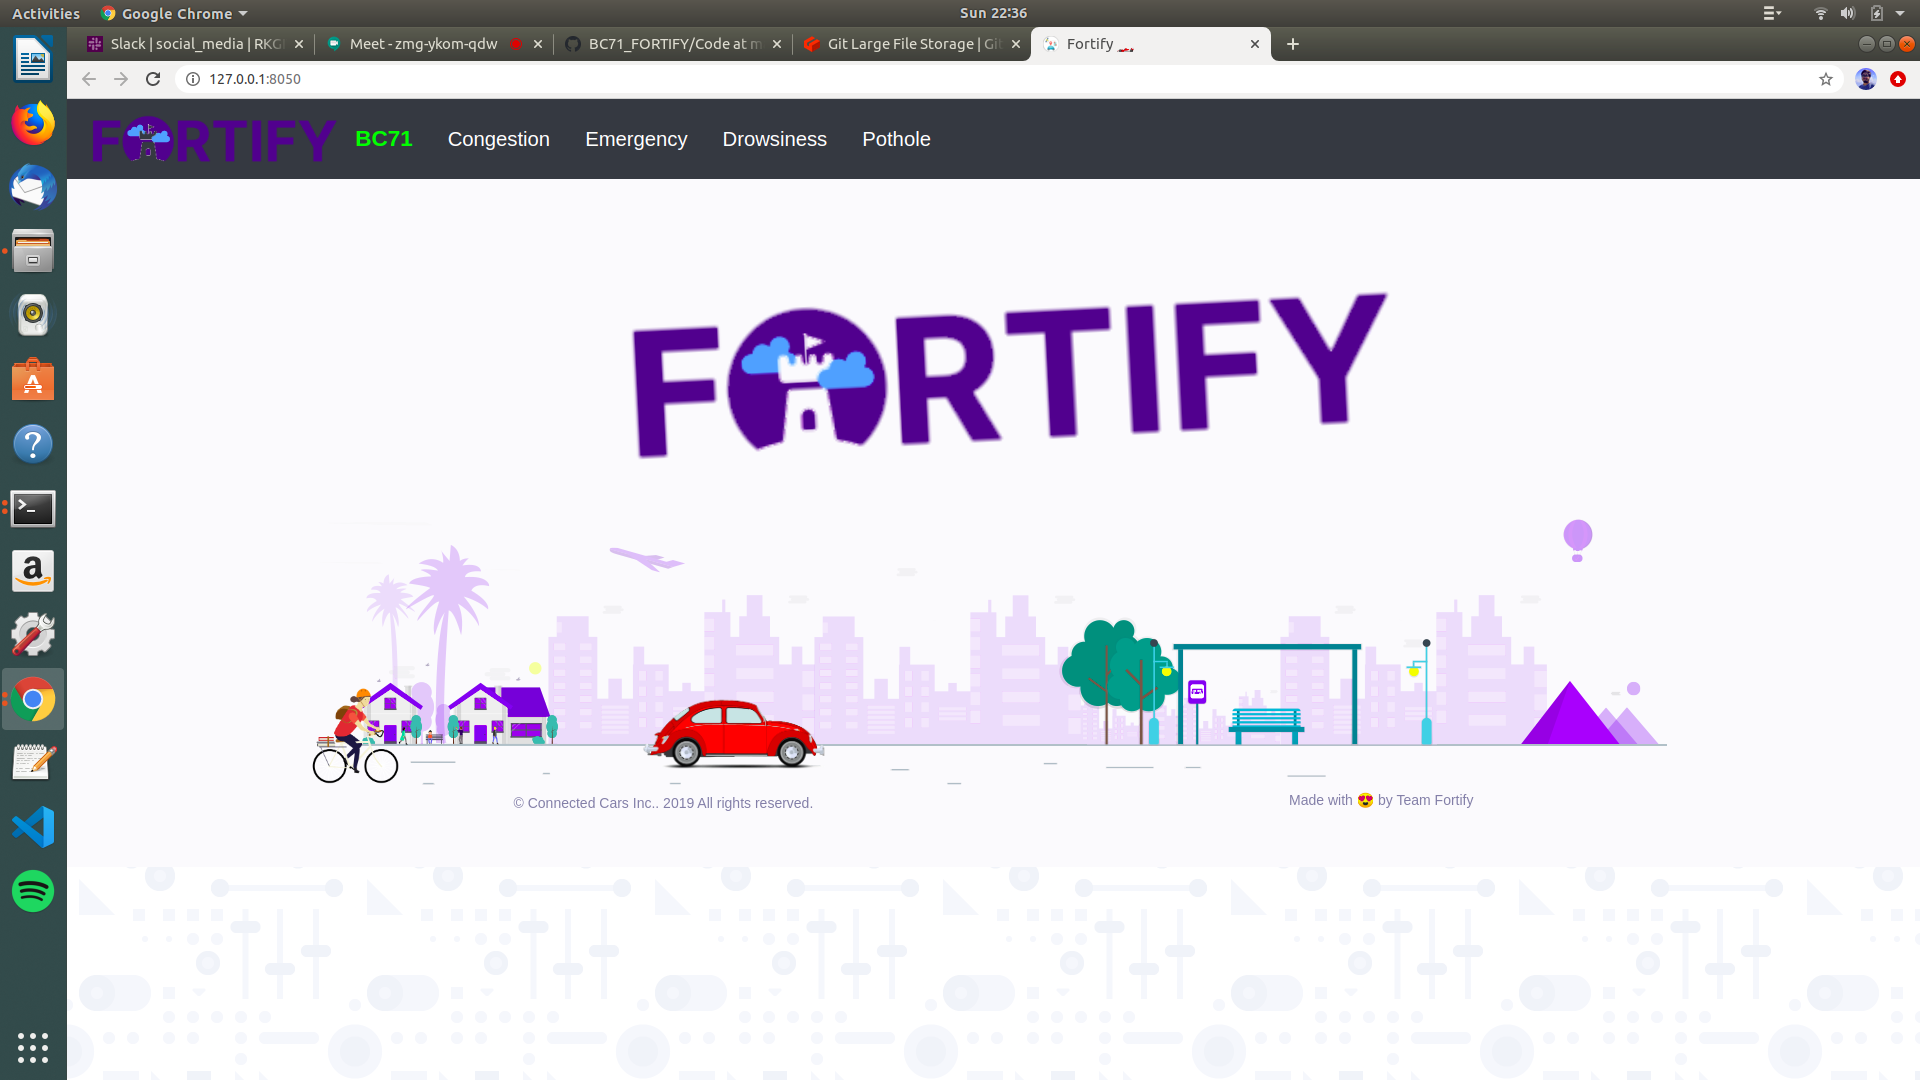 Activities Google Chrome Sun 22:36
Slack | social_media | RKG
Meet - zmg-ykom-qdw
BC71_FORTIFY/Code at m
Git Large File Storage | Git
Fortify
127.0.0.1:8050
FORTIFY BC71 Congestion Emergency Drowsiness Pothole
FORTIFY
© Connected Cars Inc.. 2019 All rights reserved.
Made with 😍 by Team Fortify